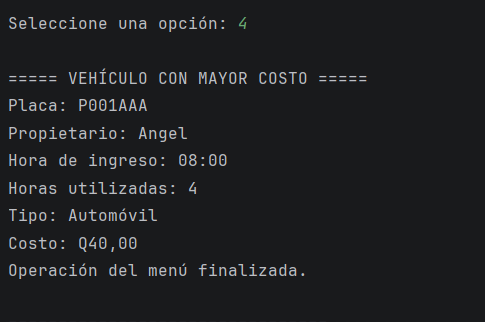 Seleccione una opción: 4
===== VEHÍCULO CON MAYOR COSTO =====
Placa: P001AAA
Propietario: Angel
Hora de ingreso: 08:00
Horas utilizadas: 4
Tipo: Automóvil
Costo: Q40,00
Operación del menú finalizada.